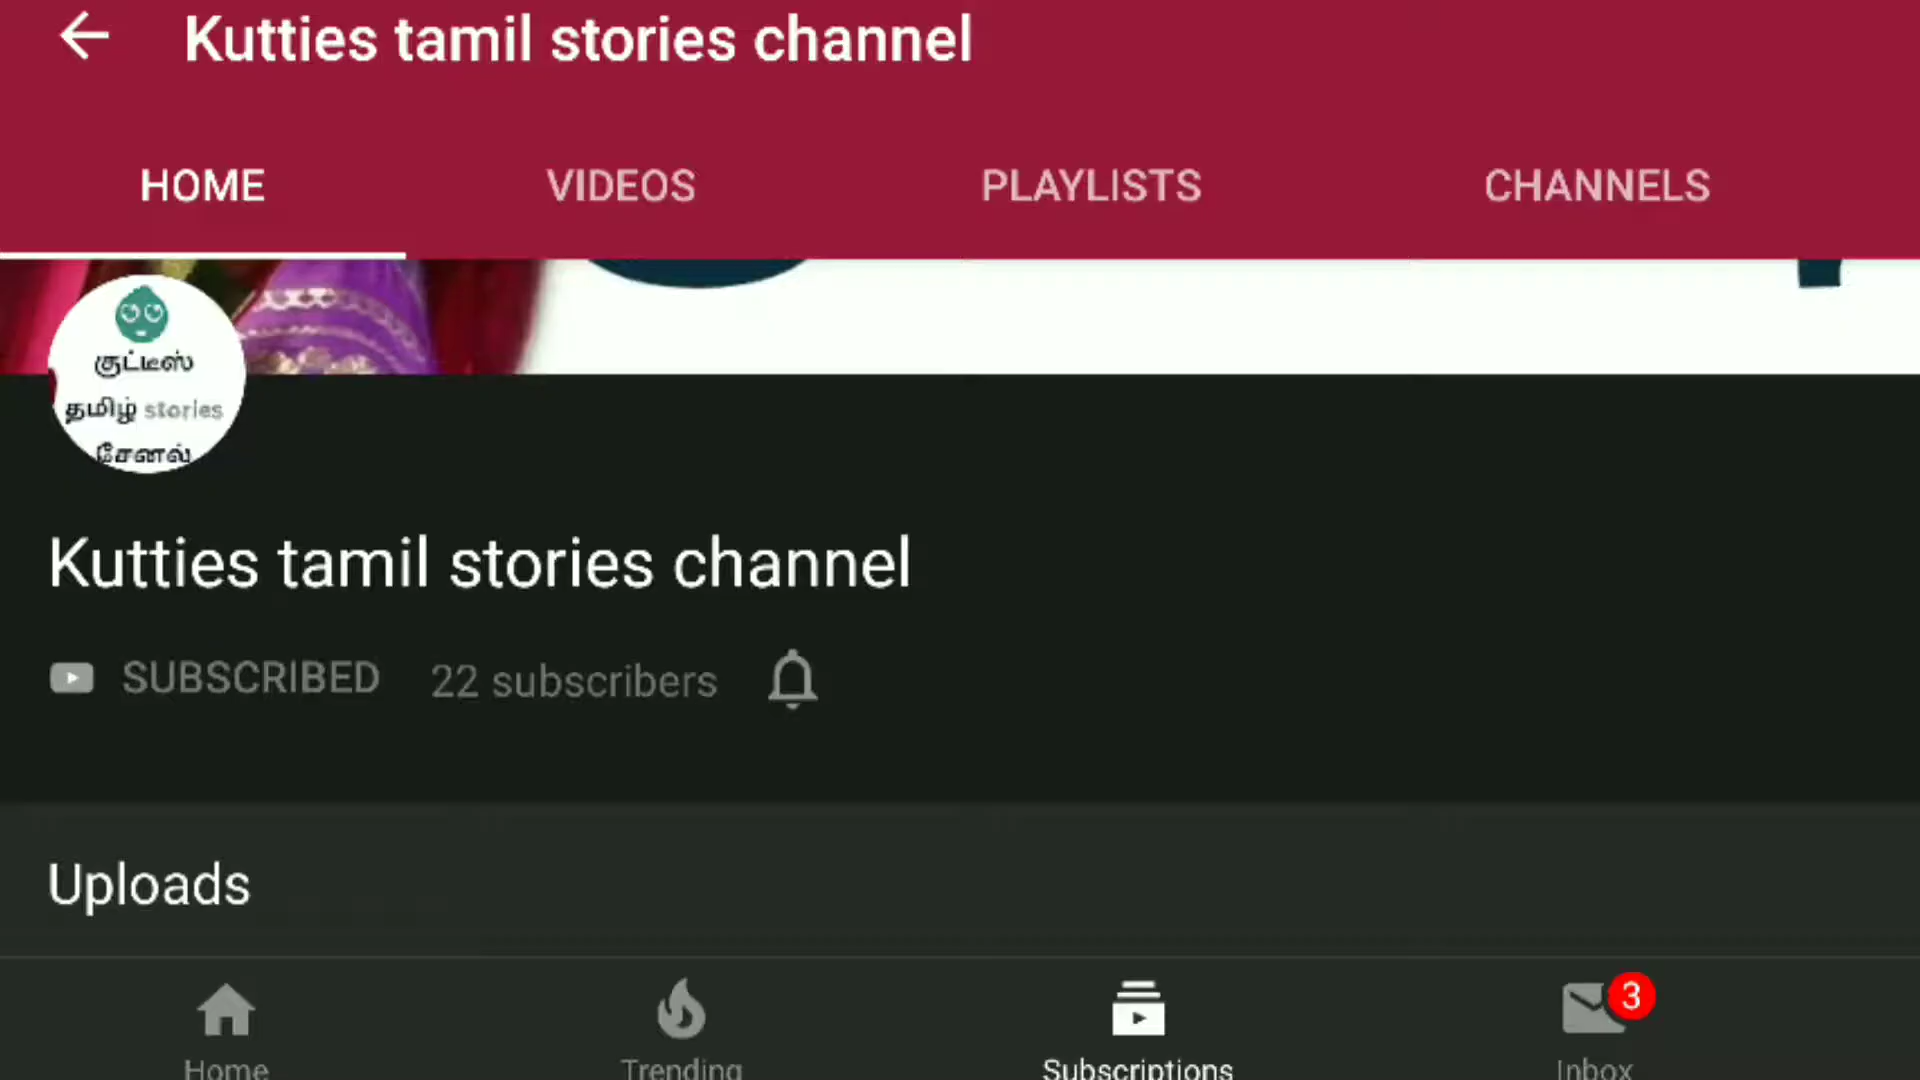 Kutties tamil stories channel
HOME VIDEOS PLAYLISTS CHANNELS
குட்டீஸ்
தமிழ் stories
சேனல்
Kutties tamil stories channel
SUBSCRIBED 22 subscribers
Uploads
3
Home Trending Subscriptions Inbox